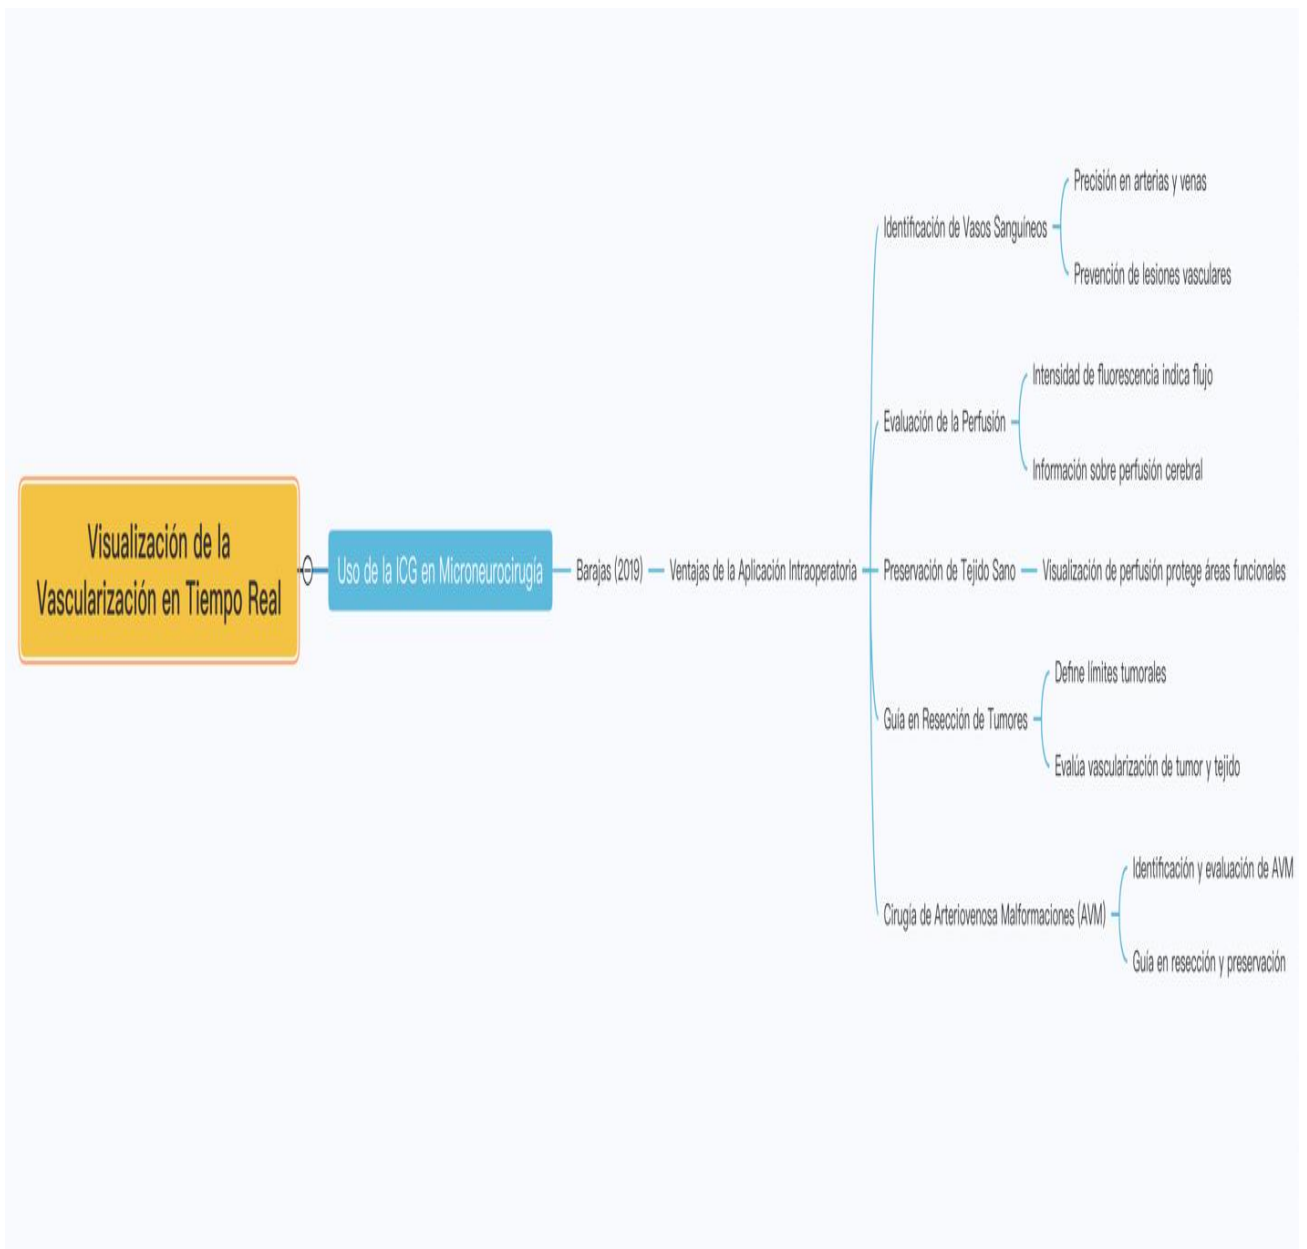 Visualización de la
Vascularización en Tiempo Real
Uso de la ICG en Microneurocirugía
Barajas (2019)
Ventajas de la Aplicación Intraoperatoria
Identificación de Vasos Sanguíneos
Precisión en arterias y venas
Prevención de lesiones vasculares
Evaluación de la Perfusión
Intensidad de fluorescencia indica flujo
Información sobre perfusión cerebral
Preservación de Tejido Sano
Visualización de perfusión protege áreas funcionales
Guía en Resección de Tumores
Define límites tumorales
Evalúa vascularización de tumor y tejido
Cirugía de Arteriovenosa Malformaciones (AVM)
Identificación y evaluación de AVM
Guía en resección y preservación